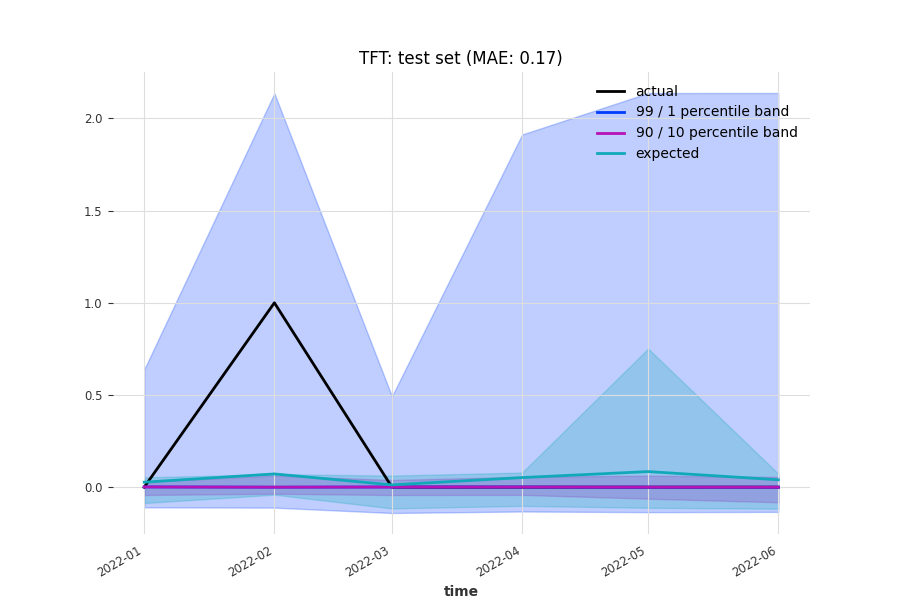 TFT: test set (MAE: 0.17)
actual
99 / 1 percentile band
90 / 10 percentile band
expected
2.0
1.5
1.0
0.5
0.0
2022-01
2022-02
2022-03
2022-04
2022-05
2022-06
time